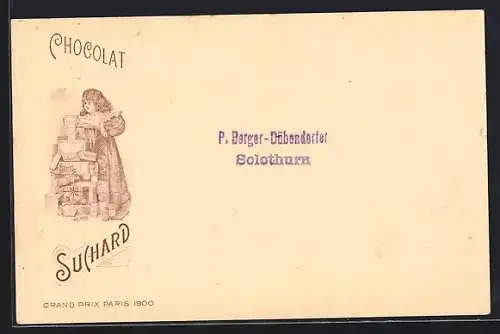 CHOCOLAT
SUCHARD
GRAND PRIX PARIS 1900
P. Berger-Dübendorfer
Solothurn